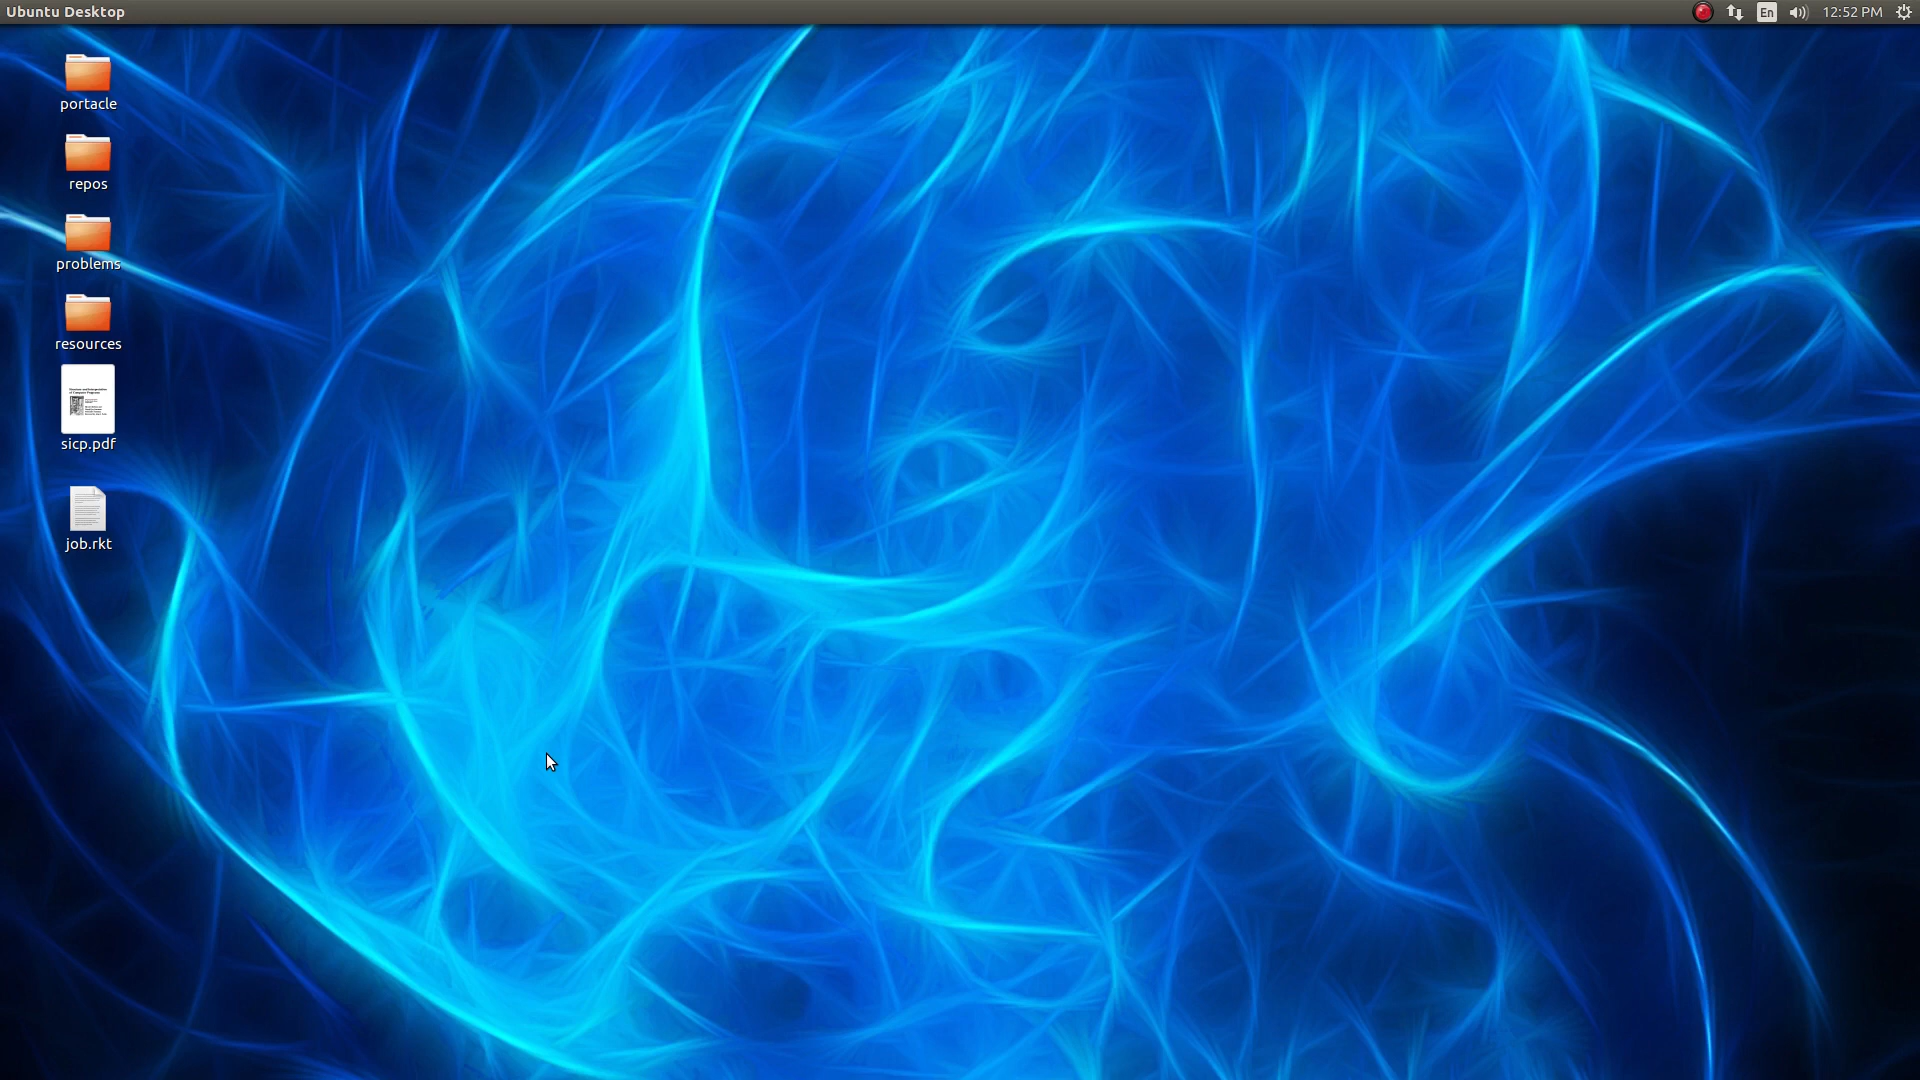 Ubuntu Desktop
En
12:52 PM
portacle
repos
problems
resources
sicp.pdf
job.rkt